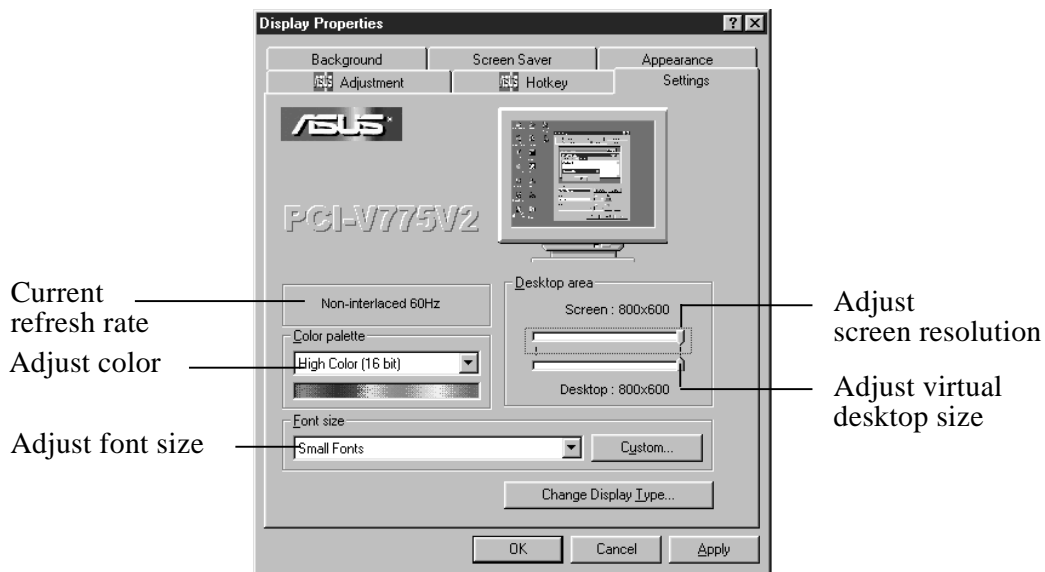 Display Properties
Background
Screen Saver
Appearance
Adjustment
Hotkey
Settings
ASUS
PCI-V775V2
Current
refresh rate
Non-interlaced 60Hz
Color palette
Adjust color
High Color (16 bit)
Desktop area
Screen : 800x600
Desktop : 800x600
Adjust
screen resolution
Adjust virtual
desktop size
Adjust font size
Font size
Small Fonts
Custom...
Change Display Type...
OK
Cancel
Apply